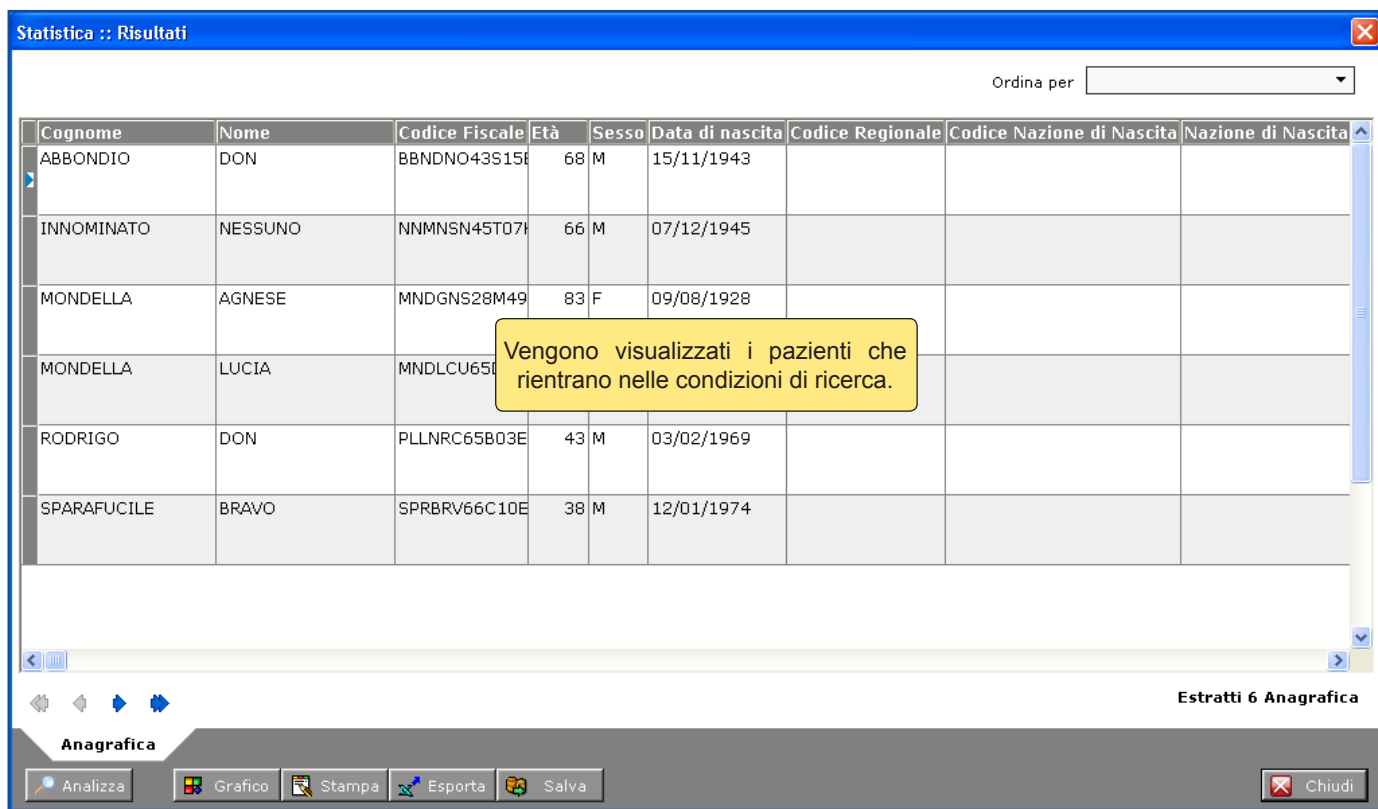 Statistica :: Risultati
Ordina per
Cognome Nome Codice Fiscale Età Sesso Data di nascita Codice Regionale Codice Nazione di Nascita Nazione di Nascita
ABBONDIO DON BBNDNO43S15 68 M 15/11/1943
INNOMINATO NESSUNO NNMNSN45T07 66 M 07/12/1945
MONDELLA AGNESE MNDGNS28M49 83 F 09/08/1928
Vengono visualizzati i pazienti che
rientrano nelle condizioni di ricerca.
MONDELLA LUCIA MNDLCU65
RODRIGO DON PLLNRC65B03E 43 M 03/02/1969
SPARAFUCILE BRAVO SPRBRV66C10E 38 M 12/01/1974
Estratti 6 Anagrafica
Anagrafica
Analizza Grafico Stampa Esporta Salva Chiudi